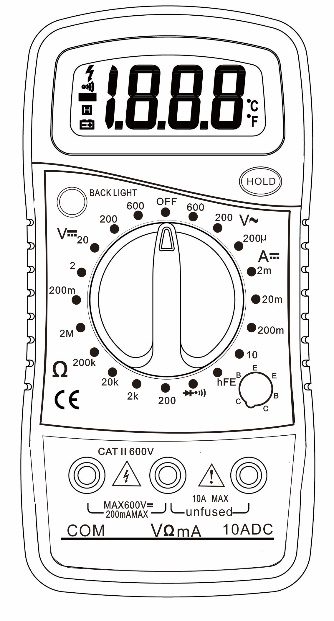 1.8.8.8
°C
°F
H
HOLD
BACK LIGHT
OFF
600
600
200
200
V⎓
V~
20
200µ
A⎓
2
2m
200m
20m
2M
200m
200k
10
Ω
20k
hFE
2k
200
CE
E
B
E
B
C
C
CAT II 600V
MAX600V⎓
200mAMAX
10A MAX
unfused
COM
VΩmA
10ADC